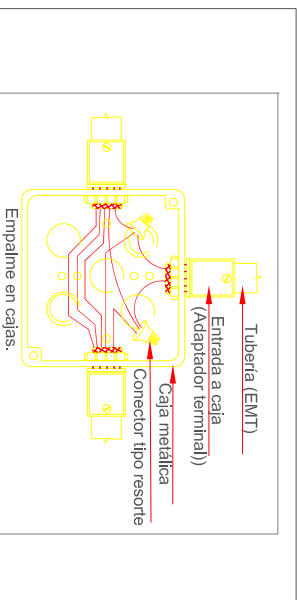 Tubería (EMT)
Entrada a caja
(Adaptador terminal))
Caja metálica
Conector tipo resorte
Empalme en cajas.